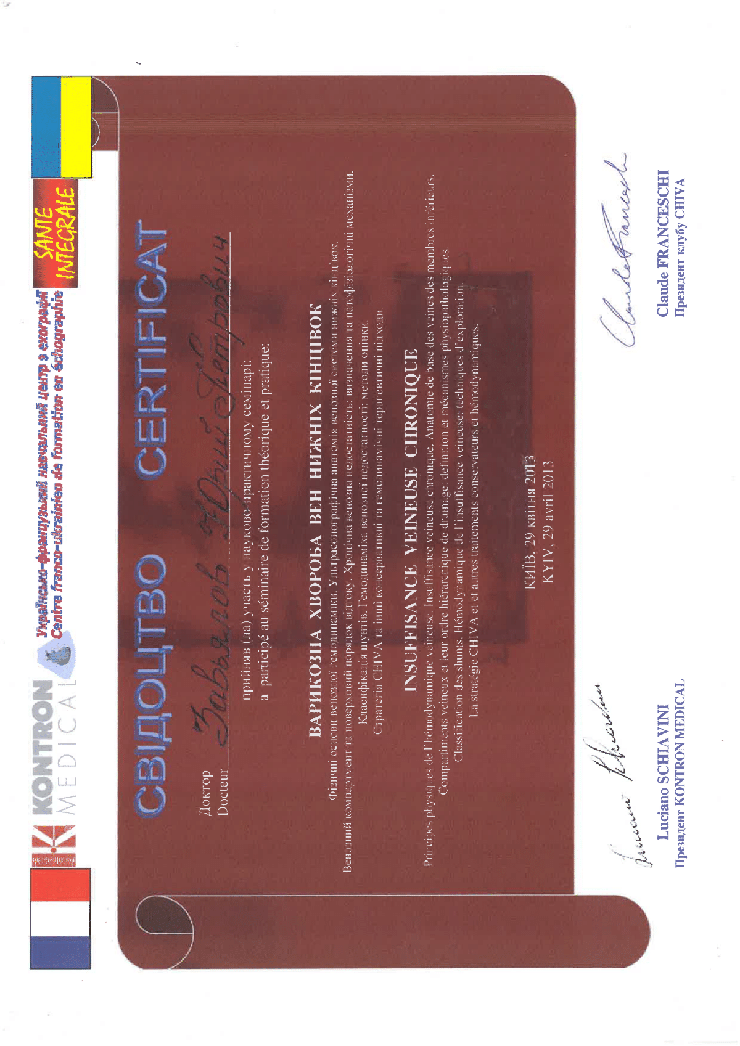 KONTRON
MEDICAL
Українсько-французький навчальний центр з ехографії
Centre franco-ukrainien de formation en échographie
SANTE
INTEGRALE
СВІДОЦТВО CERTIFICAT
Доктор
Docteur
Завьялов Юрий Петрович
прийняв (ла) участь у науково-практичному семінарі:
a participé au séminaire de formation théorique et pratique:
ВАРИКОЗНА ХВОРОБА ВЕН НИЖНІХ КІНЦІВОК
Фізичні основи венозної гемодинаміки. Ультрасонографічна анатомія венозної системи нижніх кінцівок.
Венозний компартмент та ієрархічний порядок відтоку. Хронічна венозна недостатність: визначення та патофізіологічні механізми.
Класифікація шунтів. Гемодинаміка венозної недостатності: методи оцінки.
Стратегія CHIVA та інші консервативні та гемодинамічні терапевтичні підходи
INSUFFISANCE VEINEUSE CHRONIQUE
Principes physiques de l'hémodynamique veineuse. Insuffisance veineuse chronique. Anatomie de base des veines des membres inférieurs.
Compartiments veineux et leur ordre hiérarchique de drainage: définition et mécanismes physiopathologiques
Classification des shunts. Hémodynamique de l'insuffisance veineuse: techniques d'exploration.
La stratégie CHIVA et et autres traitements conservateurs et hémodynamiques.
КИЇВ, 29 квітня 2013
KYIV, 29 avril 2013
Luciano SCHIAVINI
Президент KONTRON MEDICAL
Claude FRANCESCHI
Президент клубу CHIVA